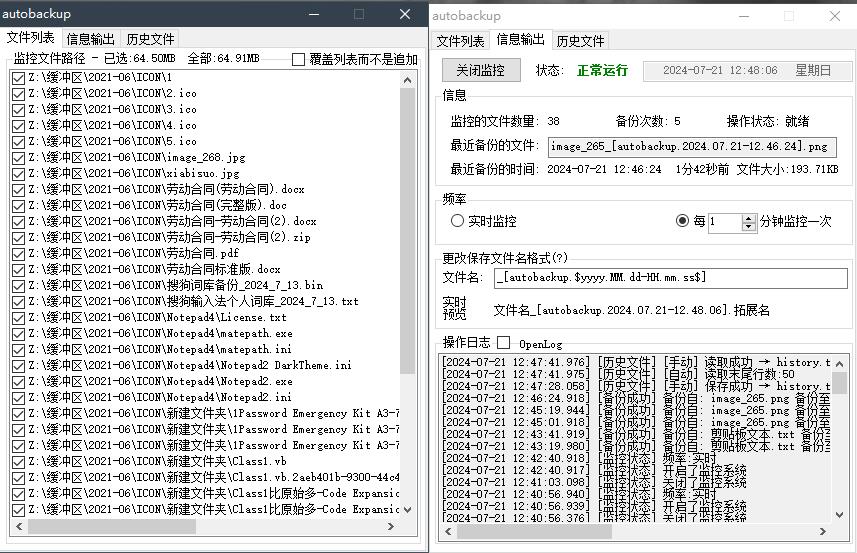 autobackup
文件列表 信息输出 历史文件
监控文件路径 - 已选:64.50MB 全部:64.91MB 覆盖列表而不是追加
Z:\缓冲区\2021-06\ICON\1
Z:\缓冲区\2021-06\ICON\2.ico
Z:\缓冲区\2021-06\ICON\3.ico
Z:\缓冲区\2021-06\ICON\4.ico
Z:\缓冲区\2021-06\ICON\5.ico
Z:\缓冲区\2021-06\ICON\image_268.jpg
Z:\缓冲区\2021-06\ICON\xiabisuo.jpg
Z:\缓冲区\2021-06\ICON\劳动合同(劳动合同).docx
Z:\缓冲区\2021-06\ICON\劳动合同(完整版).doc
Z:\缓冲区\2021-06\ICON\劳动合同-劳动合同(2).docx
Z:\缓冲区\2021-06\ICON\劳动合同-劳动合同(2).zip
Z:\缓冲区\2021-06\ICON\劳动合同.pdf
Z:\缓冲区\2021-06\ICON\劳动合同标准版.docx
Z:\缓冲区\2021-06\ICON\搜狗词库备份_2024_7_13.bin
Z:\缓冲区\2021-06\ICON\搜狗输入法个人词库_2024_7_13.txt
Z:\缓冲区\2021-06\ICON\Notepad4\License.txt
Z:\缓冲区\2021-06\ICON\Notepad4\matepath.exe
Z:\缓冲区\2021-06\ICON\Notepad4\matepath.ini
Z:\缓冲区\2021-06\ICON\Notepad4\Notepad2 DarkTheme.ini
Z:\缓冲区\2021-06\ICON\Notepad4\Notepad2.exe
Z:\缓冲区\2021-06\ICON\Notepad4\Notepad2.ini
Z:\缓冲区\2021-06\ICON\新建文件夹\1Password Emergency Kit A3-7
Z:\缓冲区\2021-06\ICON\新建文件夹\1Password Emergency Kit A3-7
Z:\缓冲区\2021-06\ICON\新建文件夹\1Password Emergency Kit A3-7
Z:\缓冲区\2021-06\ICON\新建文件夹\Class1.vb
Z:\缓冲区\2021-06\ICON\新建文件夹\Class1.vb.2aeb401b-9300-44c4
Z:\缓冲区\2021-06\ICON\新建文件夹\Class1比原始多-Code Expansic
Z:\缓冲区\2021-06\ICON\新建文件夹\Class1比原始多-Code Expansic
autobackup
文件列表 信息输出 历史文件
关闭监控 状态: 正常运行 2024-07-21 12:48:06 星期日
信息
监控的文件数量: 38 备份次数: 5 操作状态: 就绪
最近备份的文件: image_265_[autobackup.2024.07.21-12.46.24].png
最近备份的时间: 2024-07-21 12:46:24 1分42秒前 文件大小:193.71KB
频率
实时监控 每 1 分钟监控一次
更改保存文件名格式(?)
文件名: _[autobackup.$yyyy.MM.dd-HH.mm.ss$]
实时预览 文件名_[autobackup.2024.07.21-12.48.06].拓展名
操作日志 OpenLog
[2024-07-21 12:47:41.976] [历史文件] [手动] 读取成功 → history.t
[2024-07-21 12:47:41.975] [历史文件] [自动] 读取末尾行数:50
[2024-07-21 12:47:28.058] [历史文件] [手动] 保存成功 → history.t
[2024-07-21 12:46:24.918] [备份成功] 备份自: image_265.png 备份至
[2024-07-21 12:45:19.944] [备份成功] 备份自: image_265.png 备份至
[2024-07-21 12:45:01.918] [备份成功] 备份自: image_265.png 备份至
[2024-07-21 12:43:41.919] [备份成功] 备份自: 剪贴板文本.txt 备份至
[2024-07-21 12:43:19.980] [备份成功] 备份自: 剪贴板文本.txt 备份至
[2024-07-21 12:42:40.918] [监控状态] 频率:实时
[2024-07-21 12:42:40.917] [监控状态] 开启了监控系统
[2024-07-21 12:41:03.098] [监控状态] 关闭了监控系统
[2024-07-21 12:40:56.940] [监控状态] 频率:实时
[2024-07-21 12:40:56.939] [监控状态] 开启了监控系统
[2024-07-21 12:40:56.376] [监控状态] 关闭了监控系统